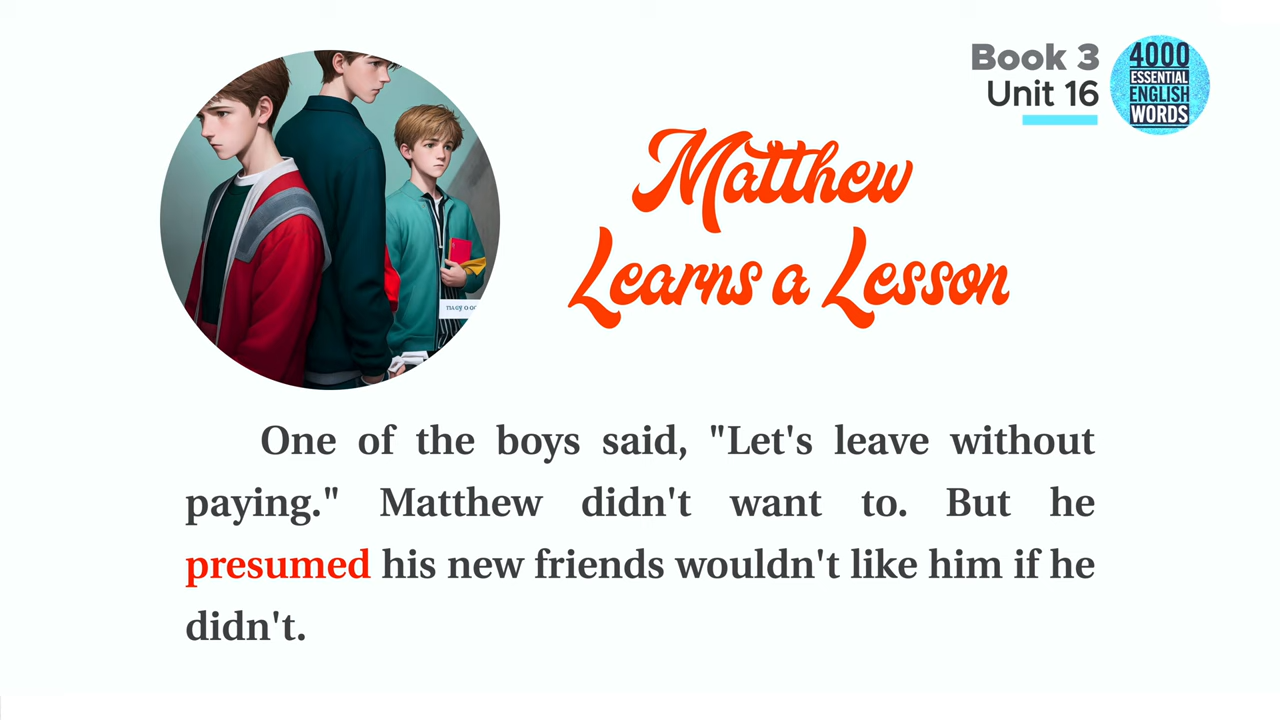 Book 3
Unit 16
4000
ESSENTIAL
ENGLISH
WORDS
Matthew
Learns a Lesson
One of the boys said, "Let's leave without
paying." Matthew didn't want to. But he
presumed his new friends wouldn't like him if he
didn't.